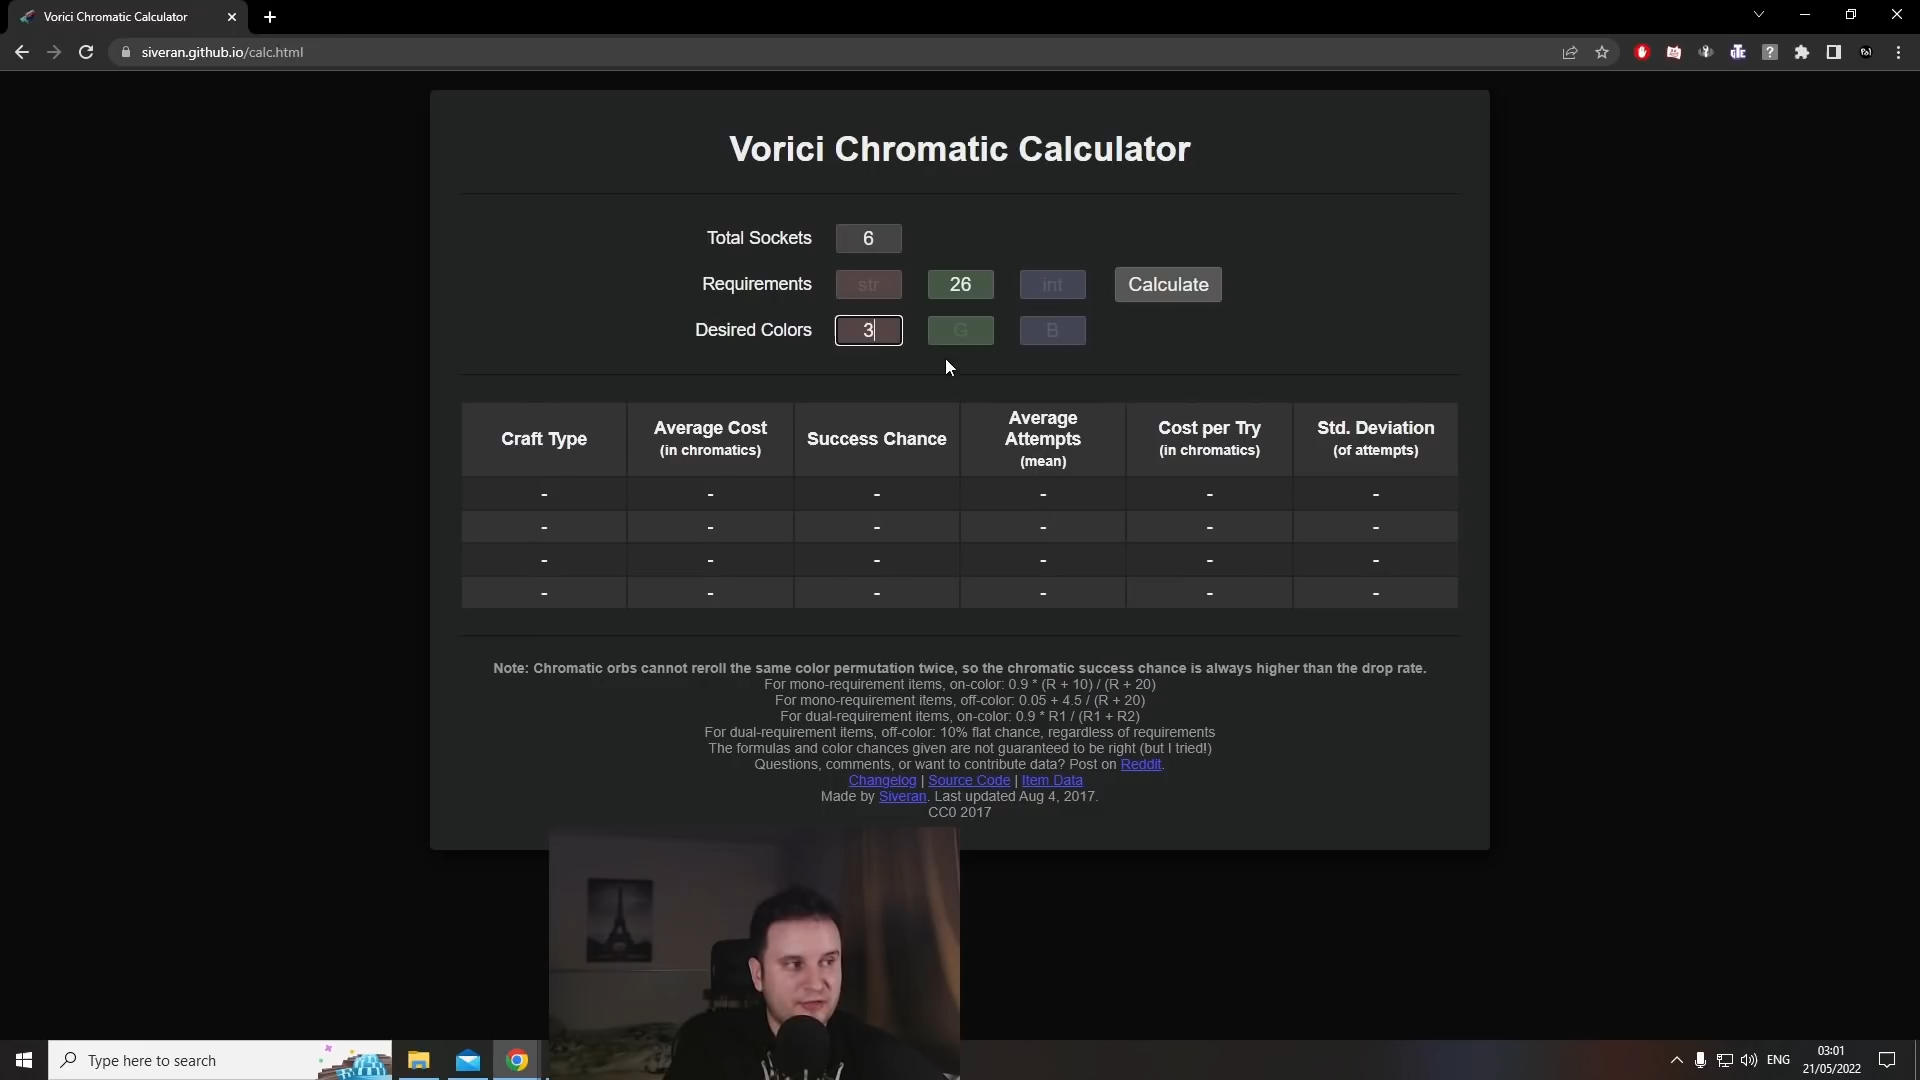 Vorici Chromatic Calculator
siveran.github.io/calc.html
Vorici Chromatic Calculator
Total Sockets 6
Requirements str 26 int Calculate
Desired Colors 3 G B
Craft Type Average Cost (in chromatics) Success Chance Average Attempts (mean) Cost per Try (in chromatics) Std. Deviation (of attempts)
- - - - - -
- - - - - -
- - - - - -
- - - - - -
Note: Chromatic orbs cannot reroll the same color permutation twice, so the chromatic success chance is always higher than the drop rate.
For mono-requirement items, on-color: 0.9 * (R + 10) / (R + 20)
For mono-requirement items, off-color: 0.05 + 4.5 / (R + 20)
For dual-requirement items, on-color: 0.9 * R1 / (R1 + R2)
For dual-requirement items, off-color: 10% flat chance, regardless of requirements
The formulas and color chances given are not guaranteed to be right (but I tried!)
Questions, comments, or want to contribute data? Post on Reddit.
Changelog | Source Code | Item Data
Made by Siveran. Last updated Aug 4, 2017.
CC0 2017
Type here to search
ENG
03:01
21/05/2022